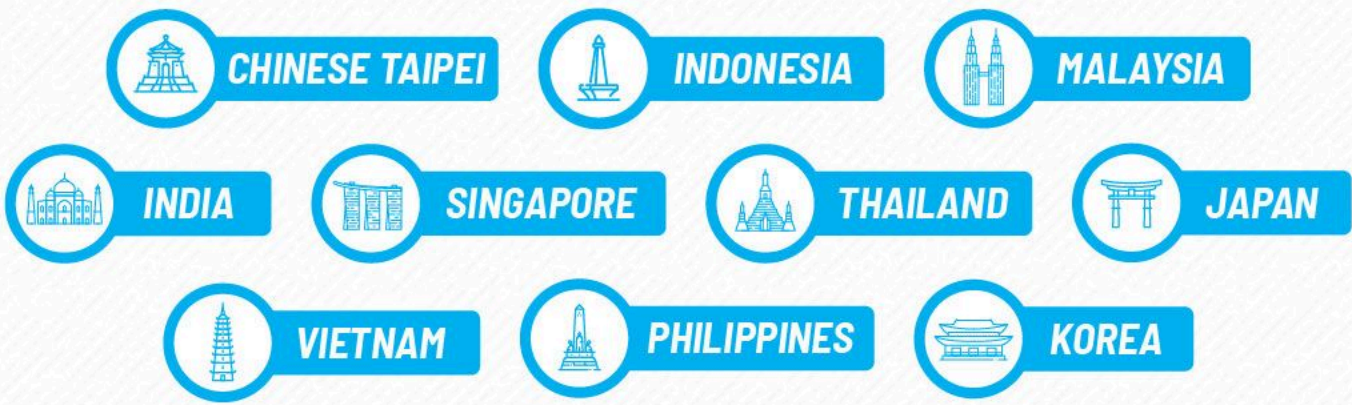 CHINESE TAIPEI
INDONESIA
MALAYSIA
INDIA
SINGAPORE
THAILAND
JAPAN
VIETNAM
PHILIPPINES
KOREA